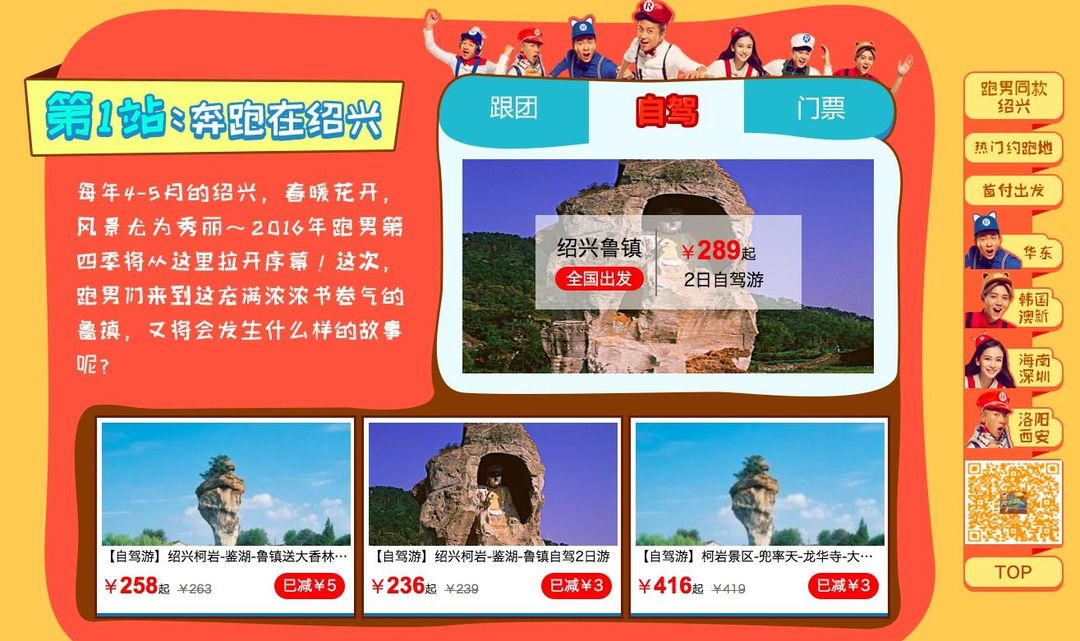 第1站:奔跑在绍兴
每年4-5月的绍兴，春暖花开，
风景尤为秀丽～2016年跑男第
四季将从这里拉开序幕！这次，
跑男们来到这充满浓浓书卷气的
鲁镇，又将会发生什么样的故事
呢？
跟团
自驾
门票
绍兴鲁镇
全国出发
￥289起
2日自驾游
【自驾游】绍兴柯岩-鉴湖-鲁镇送大香林…
￥258起 ￥263 已减￥5
【自驾游】绍兴柯岩-鉴湖-鲁镇自驾2日游
￥236起 ￥239 已减￥3
【自驾游】柯岩景区-兜率天-龙华寺-大…
￥416起 ￥419 已减￥3
跑男同款
绍兴
热门约跑地
首付出发
华东
韩国
澳新
海南
深圳
洛阳
西安
TOP
R
R